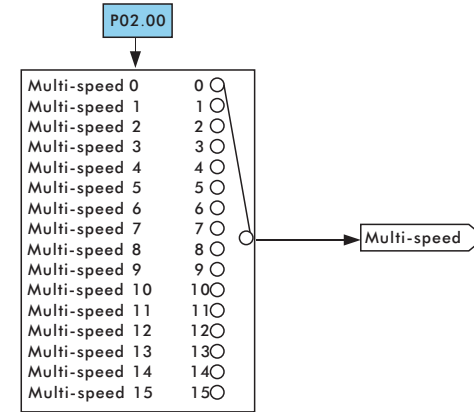 P02.00
Multi-speed 0 0
Multi-speed 1 1
Multi-speed 2 2
Multi-speed 3 3
Multi-speed 4 4
Multi-speed 5 5
Multi-speed 6 6
Multi-speed 7 7
Multi-speed 8 8
Multi-speed 9 9
Multi-speed 10 10
Multi-speed 11 11
Multi-speed 12 12
Multi-speed 13 13
Multi-speed 14 14
Multi-speed 15 15
Multi-speed